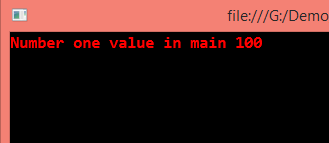 file:///G:/Demo
Number one value in main 100